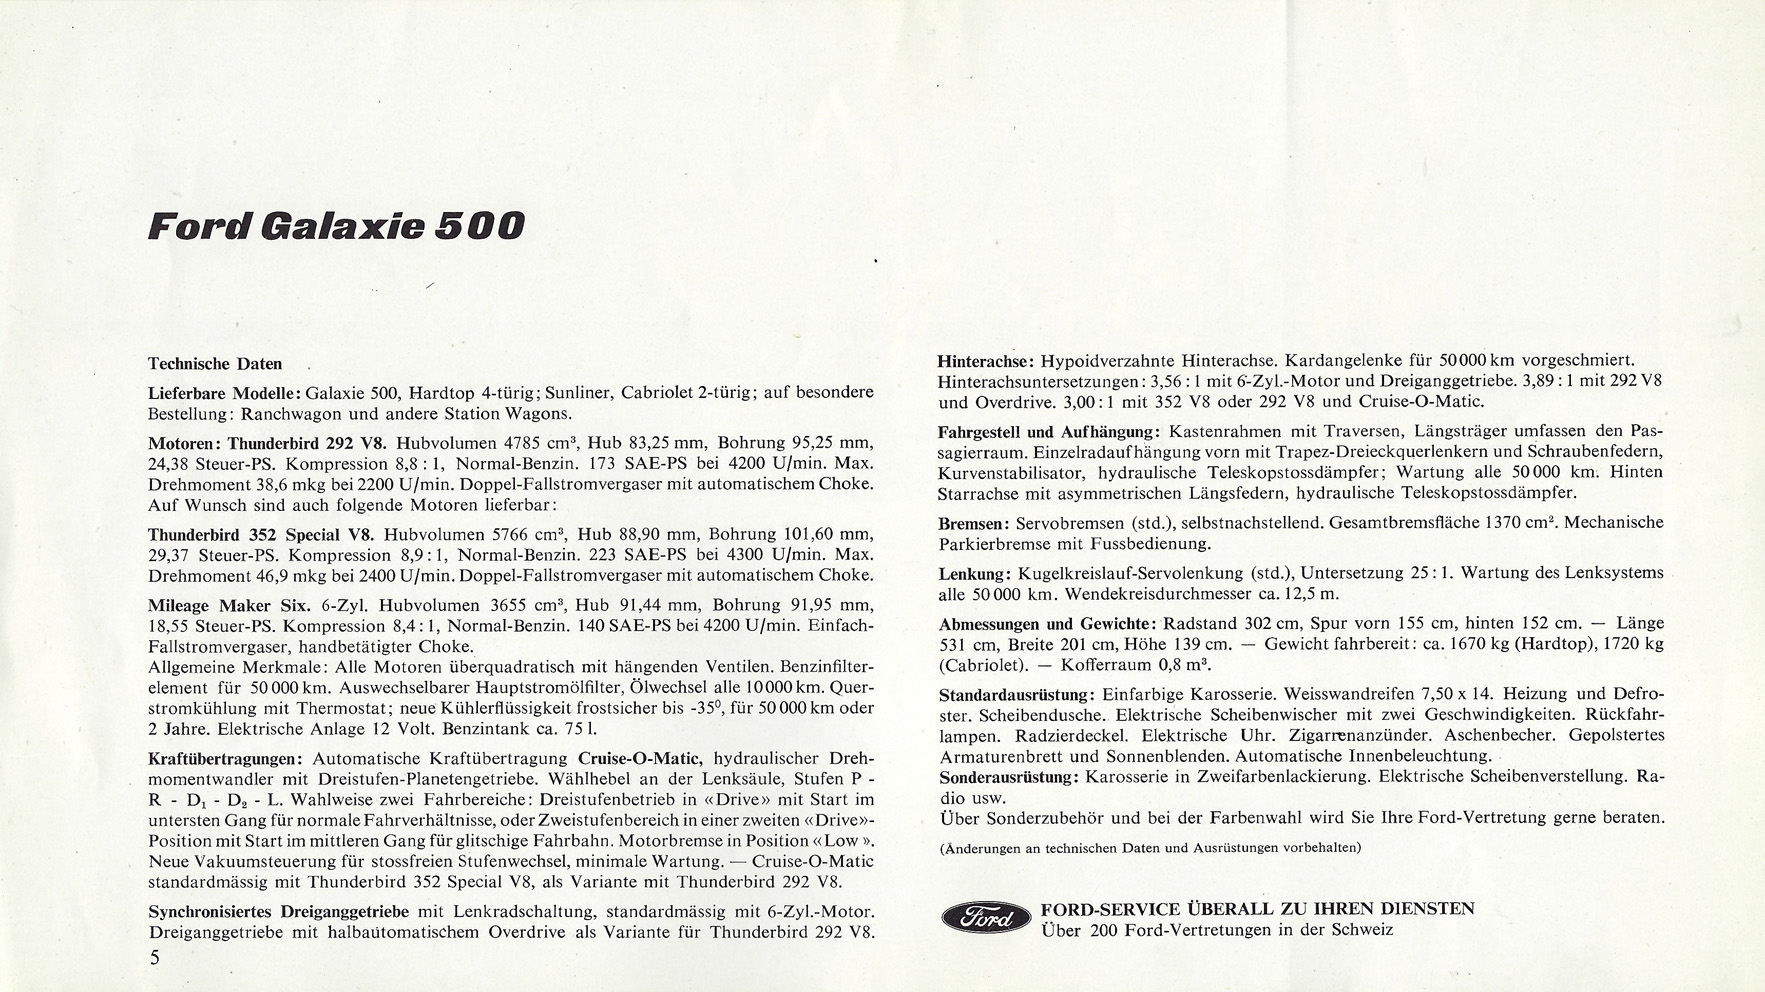 Ford Galaxie 500
Technische Daten
Lieferbare Modelle: Galaxie 500, Hardtop 4-türig; Sunliner, Cabriolet 2-türig; auf besondere
Bestellung: Ranchwagon und andere Station Wagons.
Motoren: Thunderbird 292 V8. Hubvolumen 4785 cm³, Hub 83,25 mm, Bohrung 95,25 mm,
24,38 Steuer-PS. Kompression 8,8 : 1, Normal-Benzin. 173 SAE-PS bei 4200 U/min. Max.
Drehmoment 38,6 mkg bei 2200 U/min. Doppel-Fallstromvergaser mit automatischem Choke.
Auf Wunsch sind auch folgende Motoren lieferbar:
Thunderbird 352 Special V8. Hubvolumen 5766 cm³, Hub 88,90 mm, Bohrung 101,60 mm,
29,37 Steuer-PS. Kompression 8,9 : 1, Normal-Benzin. 223 SAE-PS bei 4300 U/min. Max.
Drehmoment 46,9 mkg bei 2400 U/min. Doppel-Fallstromvergaser mit automatischem Choke.
Mileage Maker Six. 6-Zyl. Hubvolumen 3655 cm³, Hub 91,44 mm, Bohrung 91,95 mm,
18,55 Steuer-PS. Kompression 8,4 : 1, Normal-Benzin. 140 SAE-PS bei 4200 U/min. Einfach-
Fallstromvergaser, handbetätigter Choke.
Allgemeine Merkmale: Alle Motoren überquadratisch mit hängenden Ventilen. Benzinfilter-
element für 50 000 km. Auswechselbarer Hauptstromölfilter, Ölwechsel alle 10 000 km. Quer-
stromkühlung mit Thermostat; neue Kühlerflüssigkeit frostsicher bis -35⁰, für 50 000 km oder
2 Jahre. Elektrische Anlage 12 Volt. Benzintank ca. 75 l.
Kraftübertragungen: Automatische Kraftübertragung Cruise-O-Matic, hydraulischer Dreh-
momentwandler mit Dreistufen-Planetengetriebe. Wählhebel an der Lenksäule, Stufen P -
R - D₁ - D₂ - L. Wahlweise zwei Fahrbereiche: Dreistufenbetrieb in «Drive» mit Start im
untersten Gang für normale Fahrverhältnisse, oder Zweistufenbereich in einer zweiten «Drive»-
Position mit Start im mittleren Gang für glitschige Fahrbahn. Motorbremse in Position «Low».
Neue Vakuumsteuerung für stossfreien Stufenwechsel, minimale Wartung. — Cruise-O-Matic
standardmässig mit Thunderbird 352 Special V8, als Variante mit Thunderbird 292 V8.
Synchronisiertes Dreiganggetriebe mit Lenkradschaltung, standardmässig mit 6-Zyl.-Motor.
Dreiganggetriebe mit halbautomatischem Overdrive als Variante für Thunderbird 292 V8.
5
Hinterachse: Hypoidverzahnte Hinterachse. Kardangelenke für 50 000 km vorgeschmiert.
Hinterachsuntersetzungen: 3,56 : 1 mit 6-Zyl.-Motor und Dreiganggetriebe. 3,89 : 1 mit 292 V8
und Overdrive. 3,00 : 1 mit 352 V8 oder 292 V8 und Cruise-O-Matic.
Fahrgestell und Aufhängung: Kastenrahmen mit Traversen, Längsträger umfassen den Pas-
sagierraum. Einzelradaufhängung vorn mit Trapez-Dreieckquerlenkern und Schraubenfedern,
Kurvenstabilisator, hydraulische Teleskopstossdämpfer; Wartung alle 50 000 km. Hinten
Starrachse mit asymmetrischen Längsfedern, hydraulische Teleskopstossdämpfer.
Bremsen: Servobremsen (std.), selbstnachstellend. Gesamtbremsfläche 1370 cm². Mechanische
Parkierbremse mit Fussbedienung.
Lenkung: Kugelkreislauf-Servolenkung (std.), Untersetzung 25 : 1. Wartung des Lenksystems
alle 50 000 km. Wendekreisdurchmesser ca. 12,5 m.
Abmessungen und Gewichte: Radstand 302 cm, Spur vorn 155 cm, hinten 152 cm. — Länge
531 cm, Breite 201 cm, Höhe 139 cm. — Gewicht fahrbereit: ca. 1670 kg (Hardtop), 1720 kg
(Cabriolet). — Kofferraum 0,8 m³.
Standardausrüstung: Einfarbige Karosserie. Weisswandreifen 7,50 x 14. Heizung und Defro-
ster. Scheibendusche. Elektrische Scheibenwischer mit zwei Geschwindigkeiten. Rückfahr-
lampen. Radzierdeckel. Elektrische Uhr. Zigarrenanzünder. Aschenbecher. Gepolstertes
Armaturenbrett und Sonnenblenden. Automatische Innenbeleuchtung.
Sonderausrüstung: Karosserie in Zweifarbenlackierung. Elektrische Scheibenverstellung. Ra-
dio usw.
Über Sonderzubehör und bei der Farbenwahl wird Sie Ihre Ford-Vertretung gerne beraten.
(Änderungen an technischen Daten und Ausrüstungen vorbehalten)
Ford FORD-SERVICE ÜBERALL ZU IHREN DIENSTEN
Über 200 Ford-Vertretungen in der Schweiz